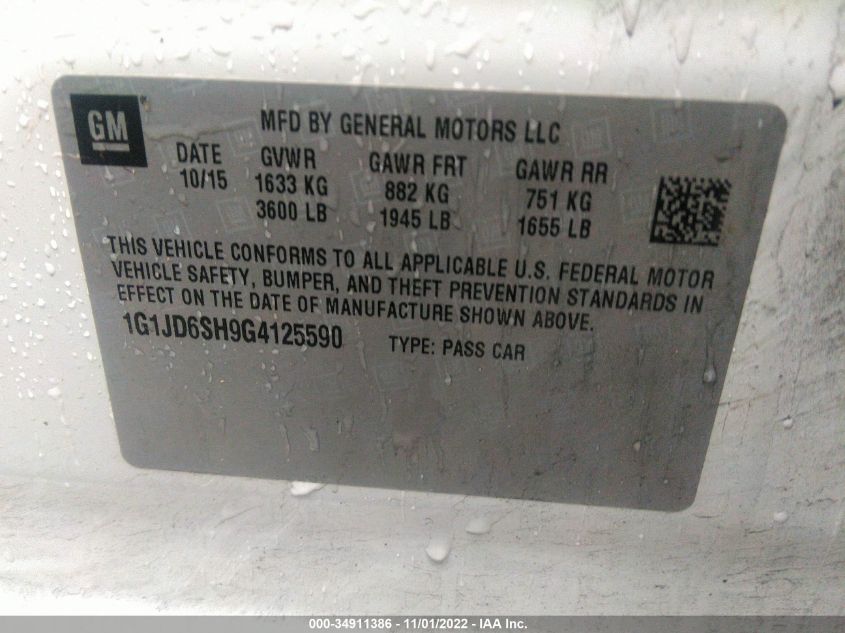 GM
MFD BY GENERAL MOTORS LLC
DATE GVWR GAWR FRT GAWR RR
10/15 1633 KG 882 KG 751 KG
3600 LB 1945 LB 1655 LB
THIS VEHICLE CONFORMS TO ALL APPLICABLE U.S. FEDERAL MOTOR
VEHICLE SAFETY, BUMPER, AND THEFT PREVENTION STANDARDS IN
EFFECT ON THE DATE OF MANUFACTURE SHOWN ABOVE.
1G1JD6SH9G4125590 TYPE: PASS CAR
000-34911386 - 11/01/2022 - IAA Inc.